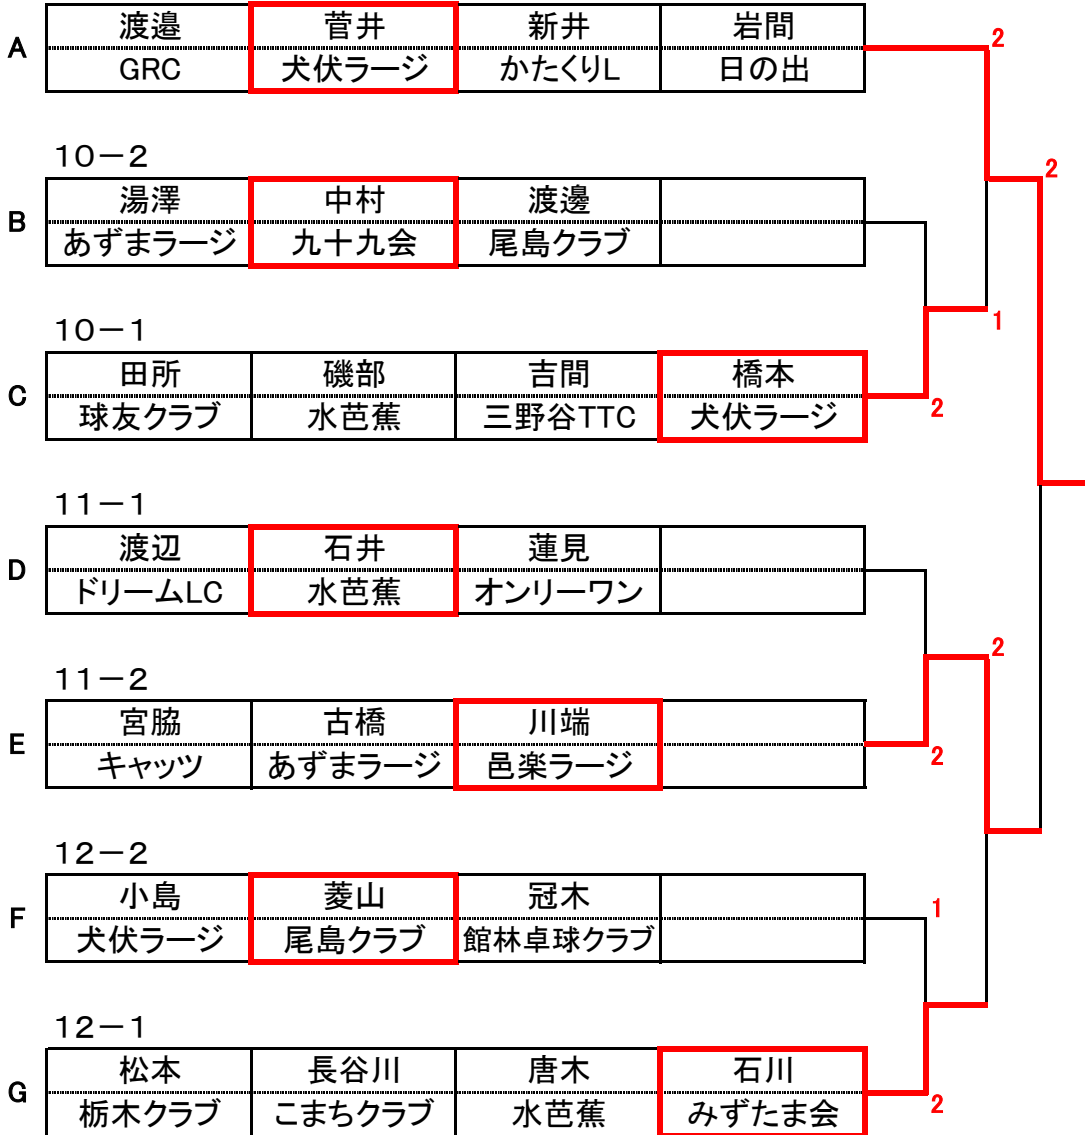 A 渡邉 菅井 新井 岩間
GRC 犬伏ラージ かたくりL 日の出
2
10－2
2
B 湯澤 中村 渡邊
あずまラージ 九十九会 尾島クラブ
10－1
1
C 田所 磯部 吉間 橋本
球友クラブ 水芭蕉 三野谷TTC 犬伏ラージ
2
11－1
D 渡辺 石井 蓮見
ドリームLC 水芭蕉 オンリーワン
2
11－2
E 宮脇 古橋 川端
キャッツ あずまラージ 邑楽ラージ
2
12－2
F 小島 菱山 冠木
犬伏ラージ 尾島クラブ 館林卓球クラブ
1
12－1
G 松本 長谷川 唐木 石川
栃木クラブ こまちクラブ 水芭蕉 みずたま会
2